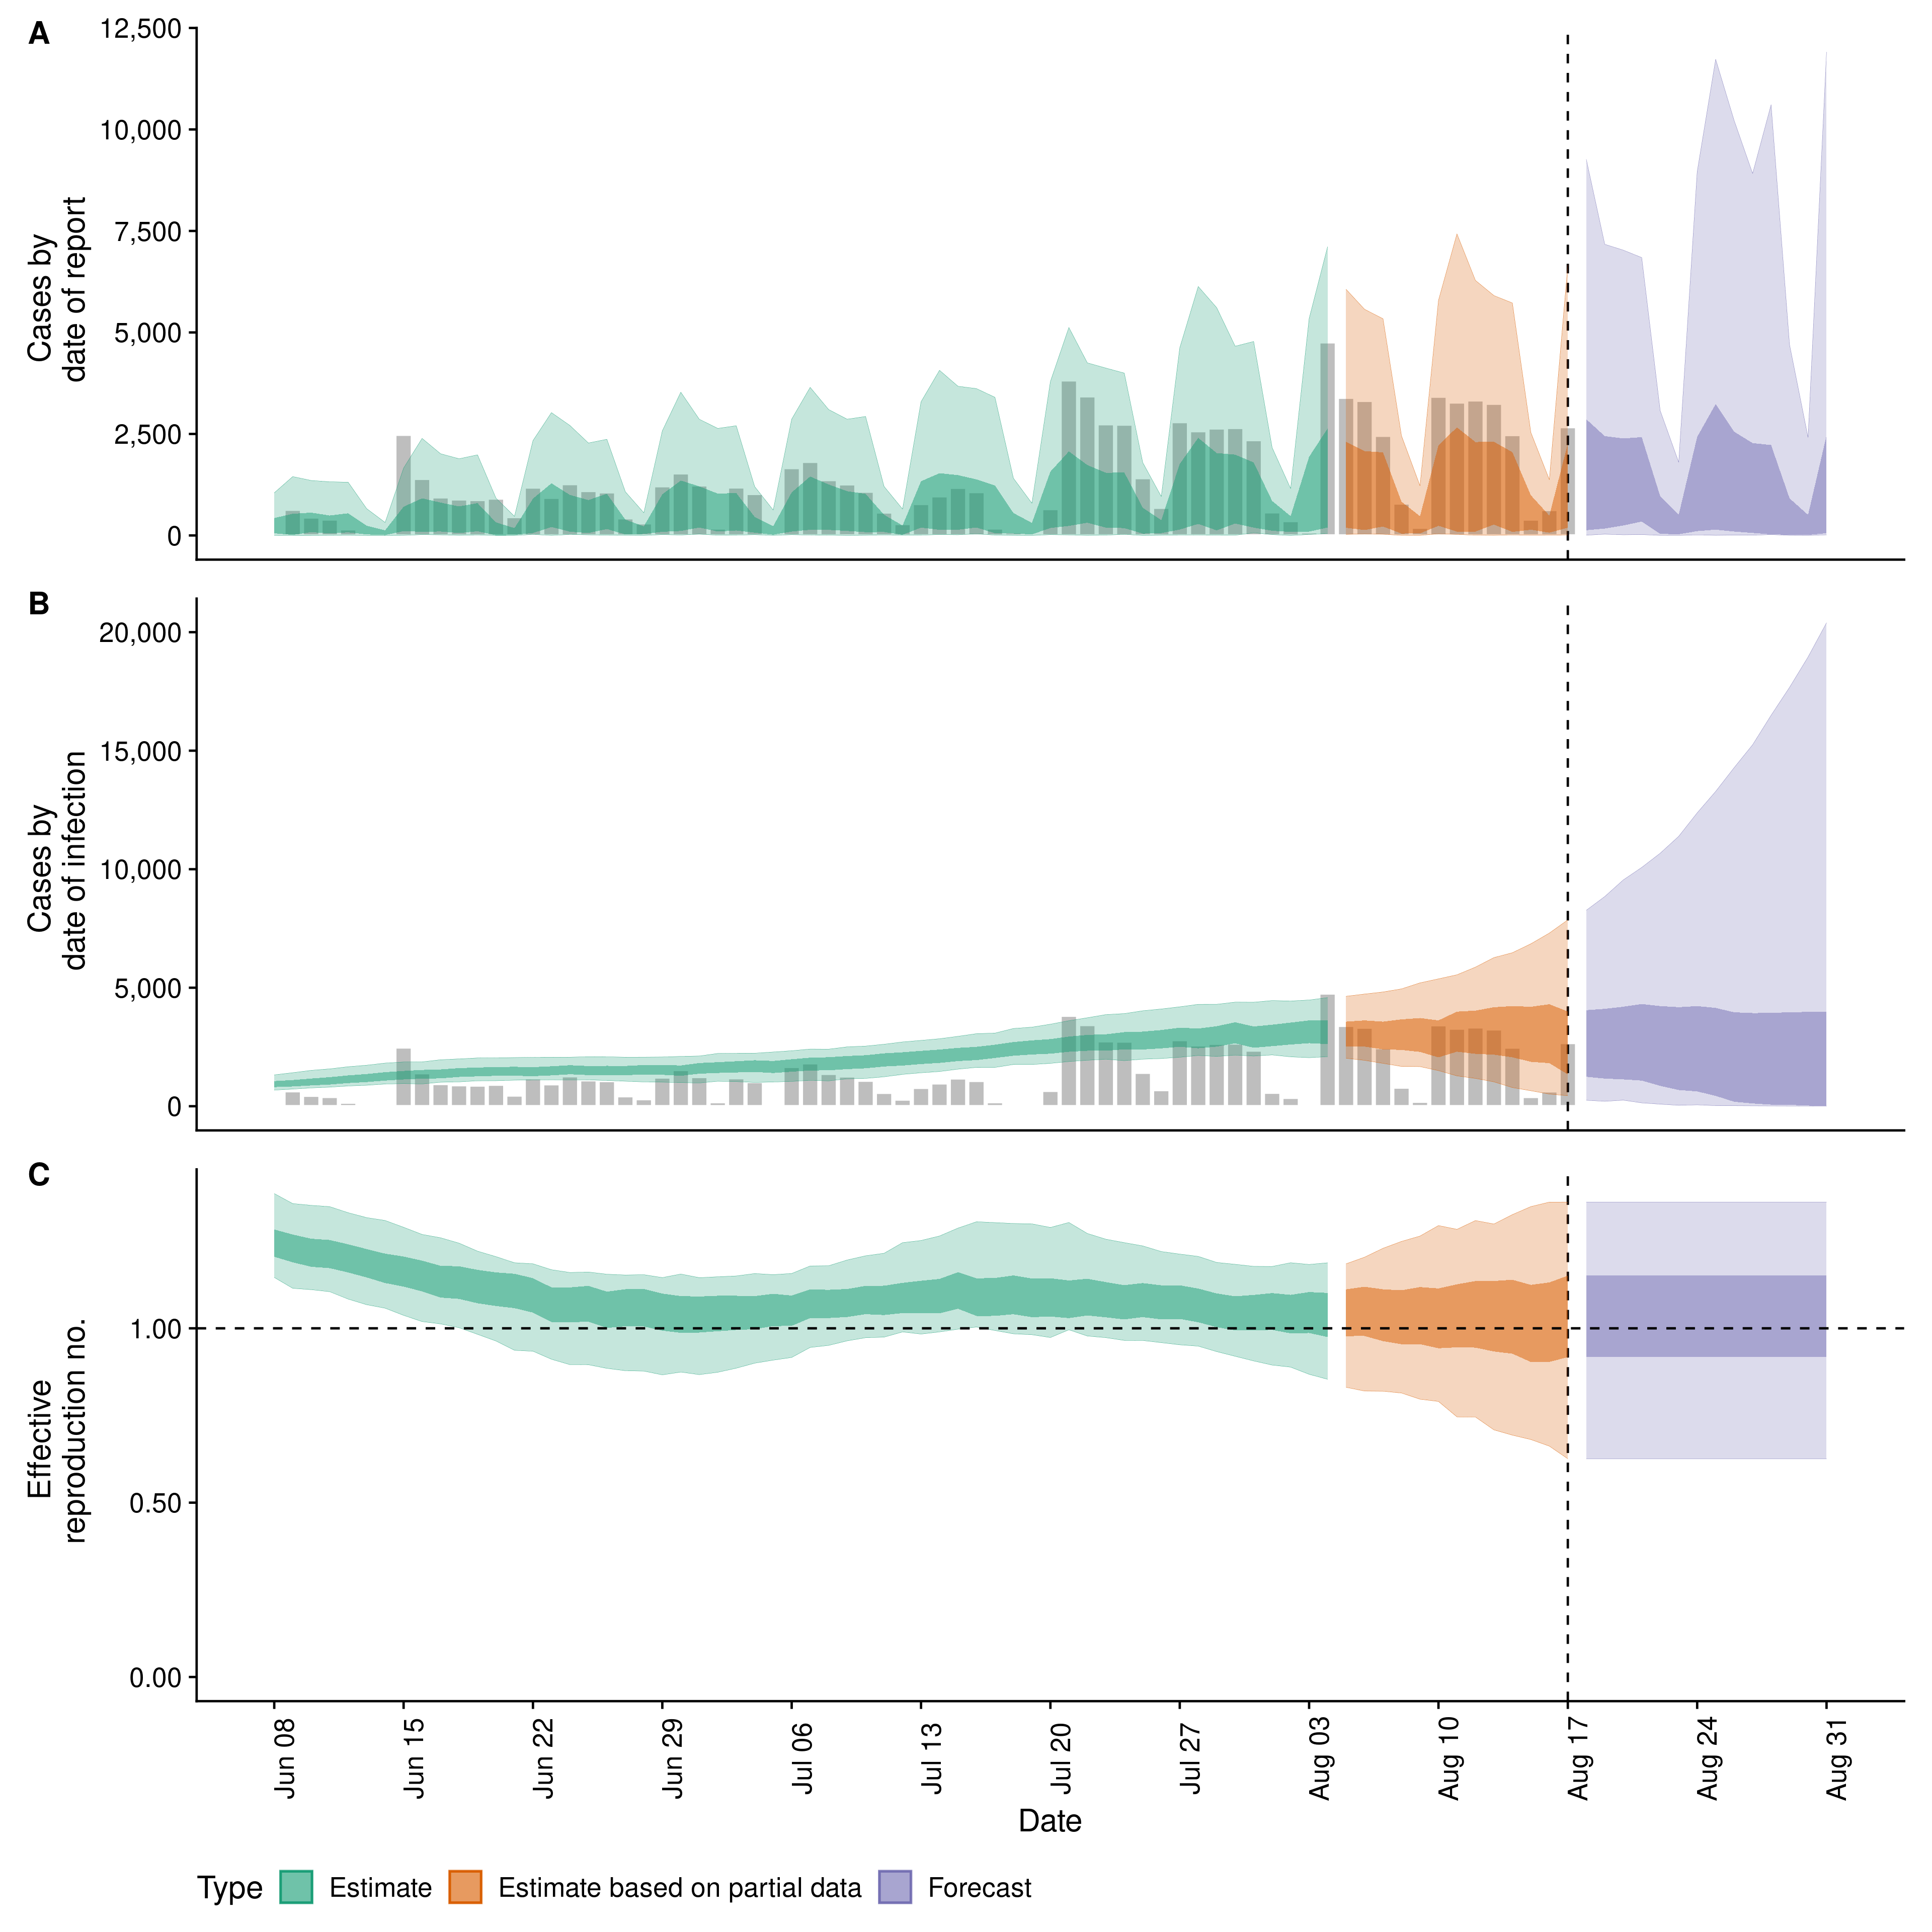 A
12,500
10,000
7,500
5,000
2,500
0
Cases by
date of report
B
20,000
15,000
10,000
5,000
0
Cases by
date of infection
C
1.00
0.50
0.00
Effective
reproduction no.
Jun 08
Jun 15
Jun 22
Jun 29
Jul 06
Jul 13
Jul 20
Jul 27
Aug 03
Aug 10
Aug 17
Aug 24
Aug 31
Date
Type Estimate Estimate based on partial data Forecast